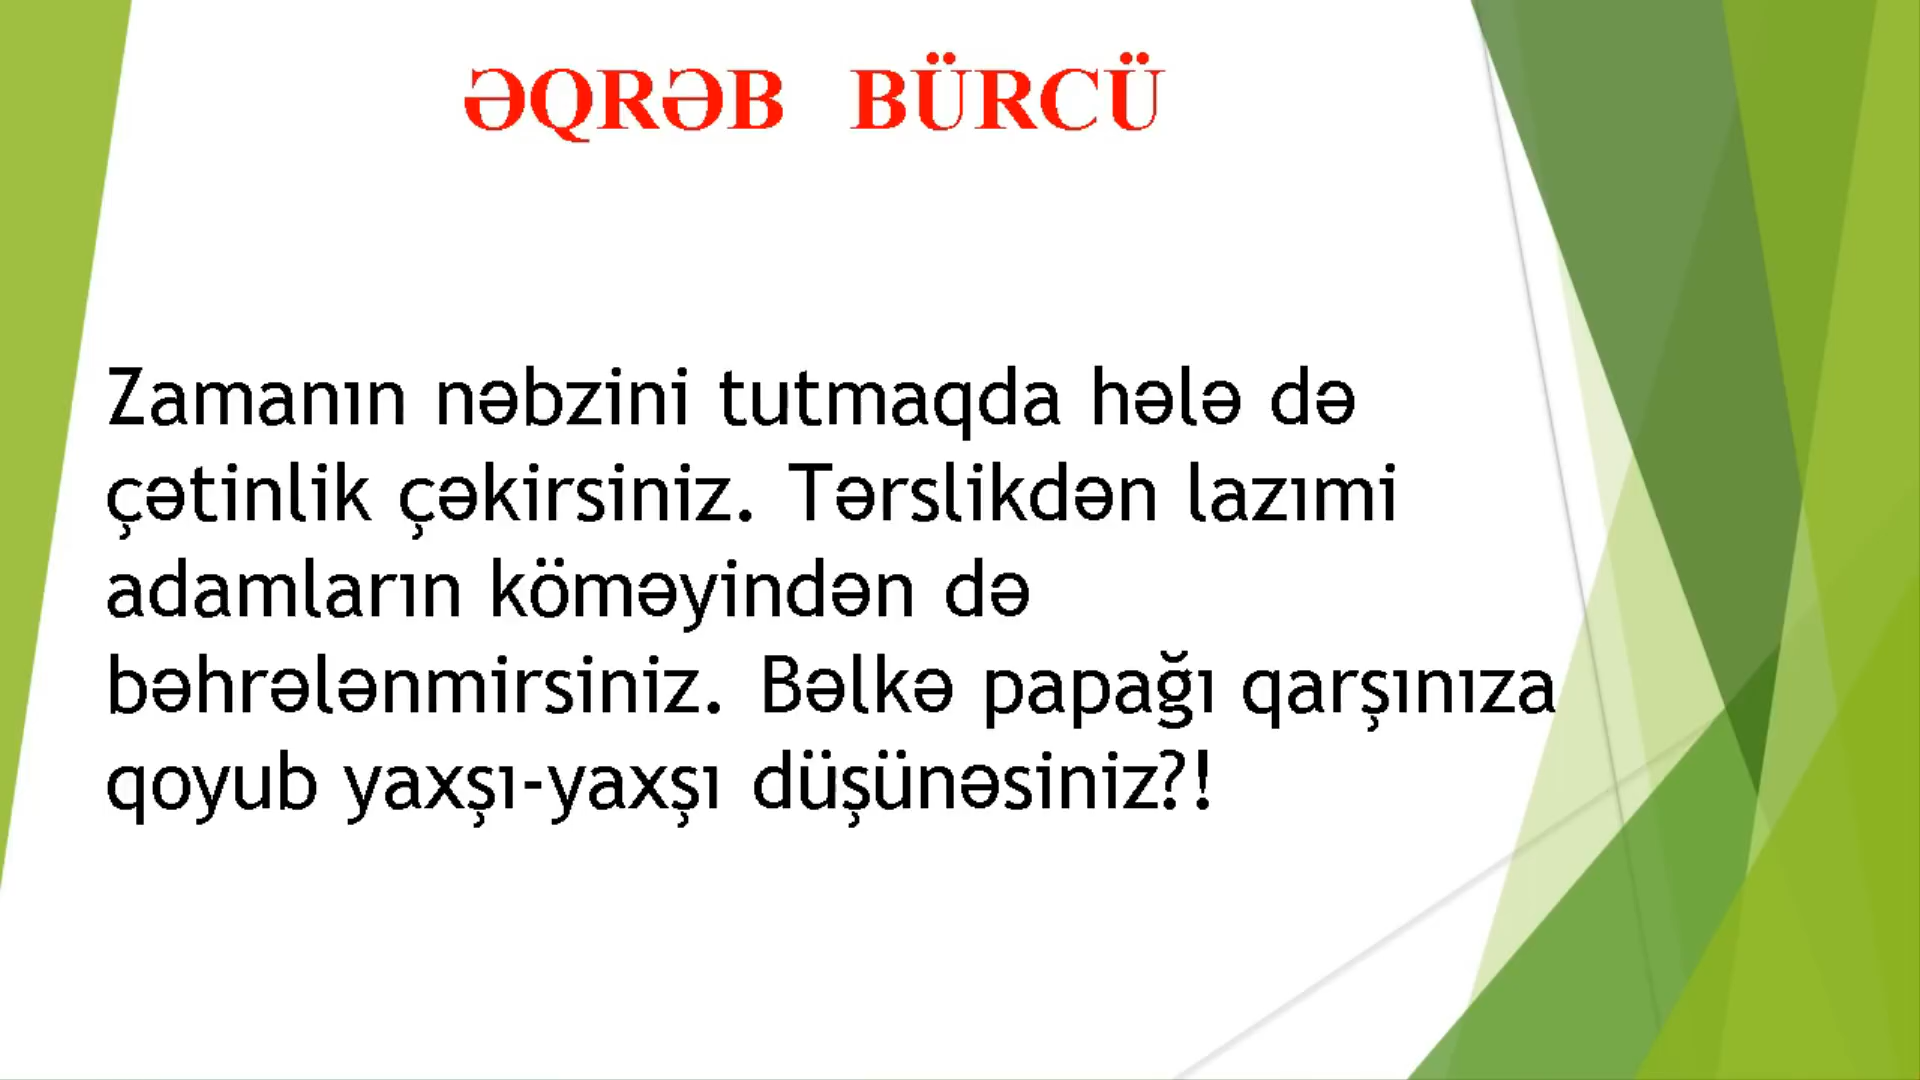 ƏQRƏB BÜRCÜ
Zamanın nəbzini tutmaqda hələ də
çətinlik çəkirsiniz. Tərslikdən lazımi
adamların köməyindən də
bəhrələnmirsiniz. Bəlkə papağı qarşınıza
qoyub yaxşı-yaxşı düşünəsiniz?!